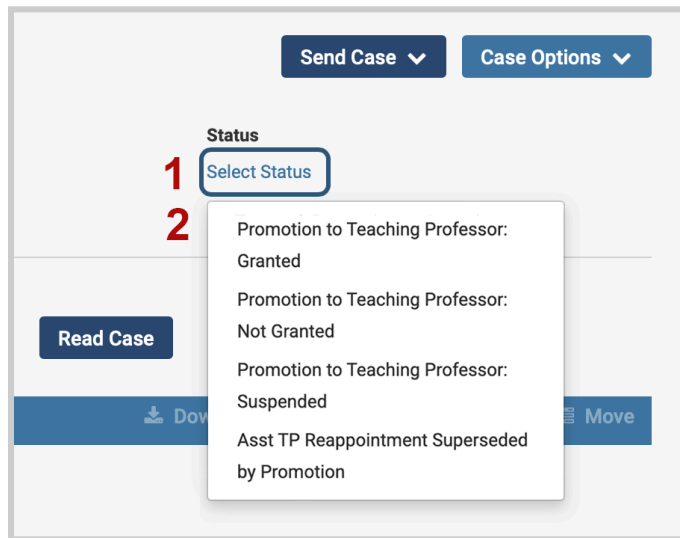 Send Case
Case Options
Status
1
Select Status
2
Promotion to Teaching Professor:
Granted
Promotion to Teaching Professor:
Not Granted
Read Case
Promotion to Teaching Professor:
Suspended
Move
Asst TP Reappointment Superseded
by Promotion